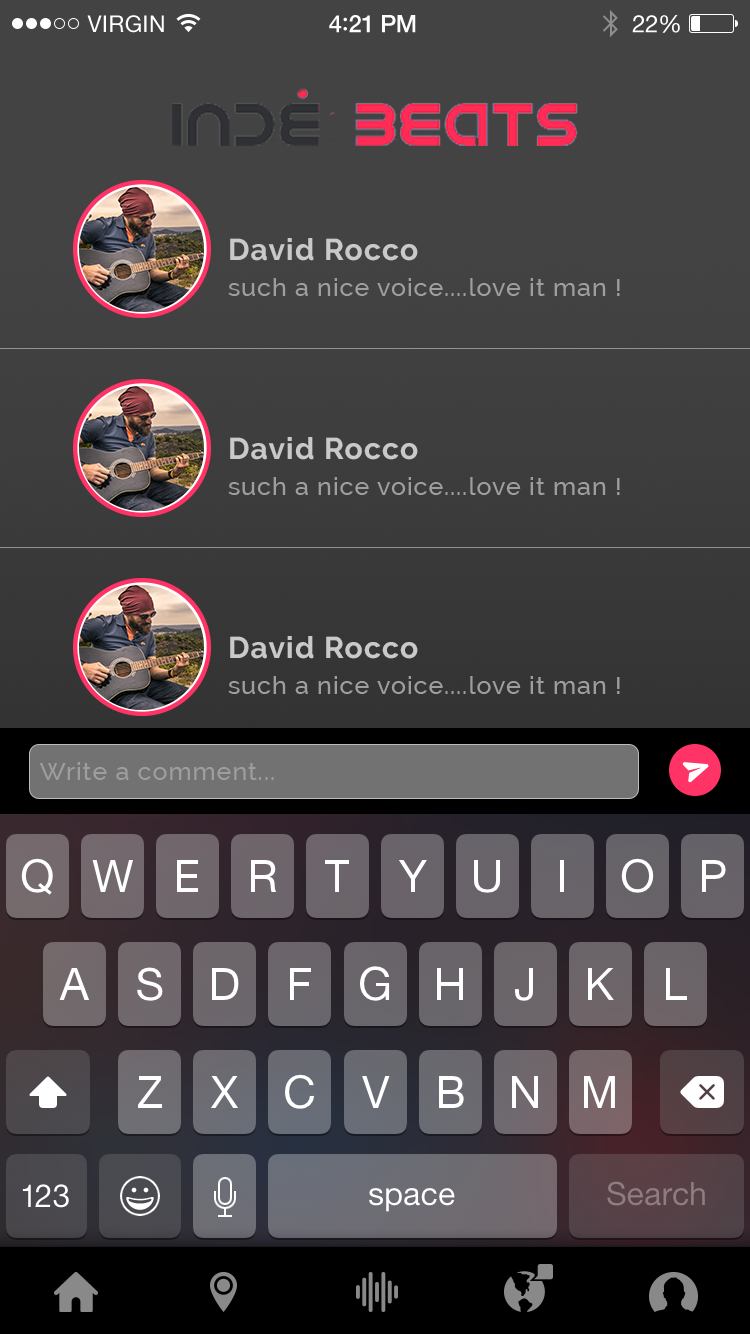 VIRGIN 4:21 PM 22%
INDÉ BEATS
David Rocco
such a nice voice....love it man !
David Rocco
such a nice voice....love it man !
David Rocco
such a nice voice....love it man !
Write a comment...
Q W E R T Y U I O P
A S D F G H J K L
Z X C V B N M
123 space Search